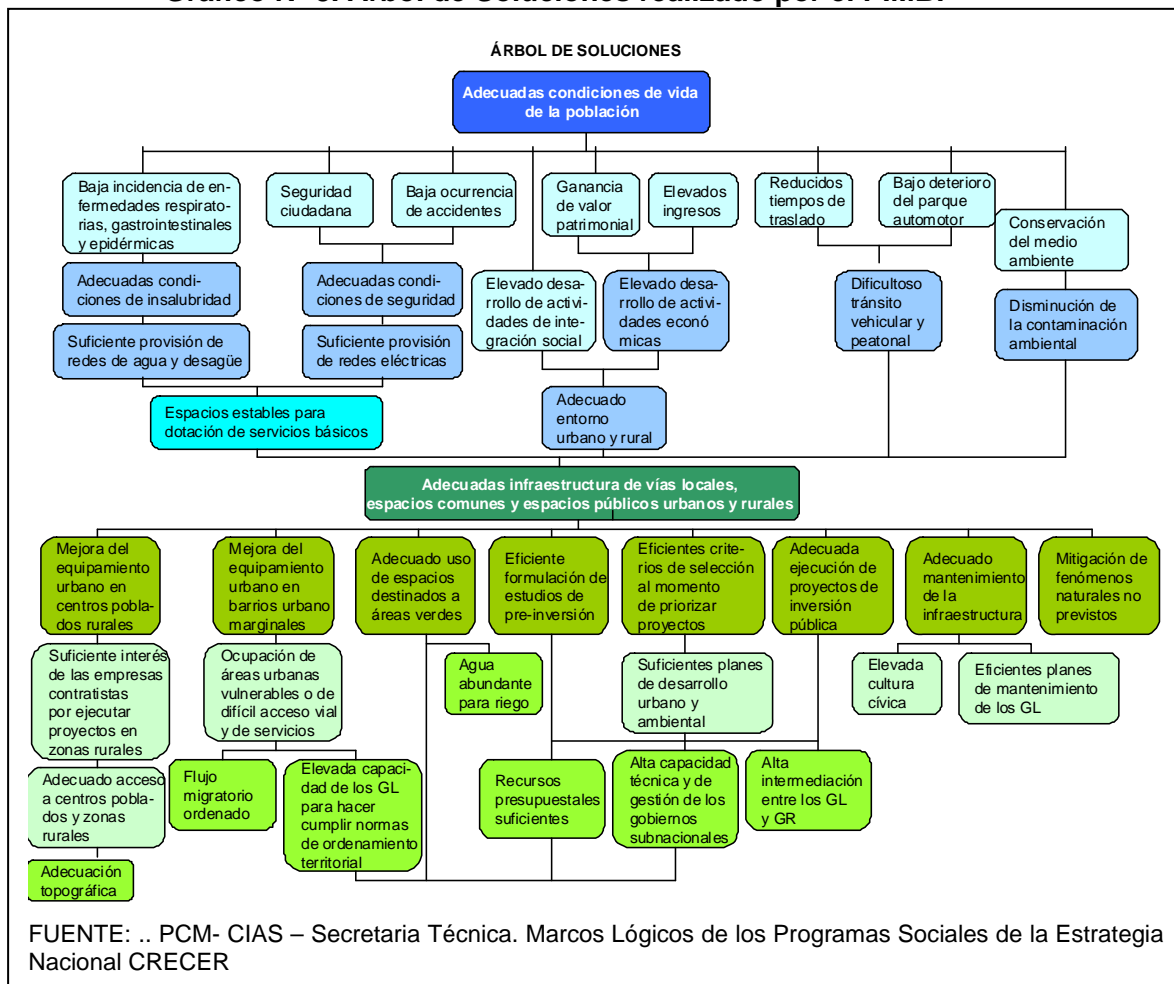 ÁRBOL DE SOLUCIONES
Adecuadas condiciones de vida
de la población
Baja incidencia de en-
fermedades respirato-
rias, gastrointestinales
y epidérmicas
Seguridad
ciudadana
Baja ocurrencia
de accidentes
Ganancia
de valor
patrimonial
Elevados
ingresos
Reducidos
tiempos de
traslado
Bajo deterioro
del parque
automotor
Conservación
del medio
ambiente
Adecuadas condi-
ciones de insalubridad
Adecuadas condi-
ciones de seguridad
Elevado desa-
rrollo de activi-
dades de inte-
gración social
Elevado desa-
rrollo de activi-
dades econó
micas
Dificultoso
tránsito
vehicular y
peatonal
Disminución de
la contaminación
ambiental
Suficiente provisión de
redes de agua y desagüe
Suficiente provisión
de redes eléctricas
Espacios estables para
dotación de servicios básicos
Adecuado
entorno
urbano y rural
Adecuadas infraestructura de vías locales,
espacios comunes y espacios públicos urbanos y rurales
Mejora del
equipamiento
urbano en
centros pobla-
dos rurales
Mejora del
equipamiento
urbano en
barrios urbano
marginales
Adecuado uso
de espacios
destinados a
áreas verdes
Eficiente
formulación de
estudios de
pre-inversión
Eficientes crite-
rios de selección
al momento
de priorizar
proyectos
Adecuada
ejecución de
proyectos de
inversión
pública
Adecuado
mantenimiento
de la
infraestructura
Mitigación de
fenómenos
naturales no
previstos
Suficiente interés
de las empresas
contratistas
por ejecutar
proyectos en
zonas rurales
Ocupación de
áreas urbanas
vulnerables o de
difícil acceso vial
y de servicios
Agua
abundante
para riego
Suficientes planes
de desarrollo
urbano y
ambiental
Elevada
cultura
cívica
Eficientes planes
de mantenimiento
de los GL
Adecuado acceso
a centros pobla-
dos y zonas
rurales
Flujo
migratorio
ordenado
Elevada capaci-
dad de los GL
para hacer
cumplir normas
de ordenamiento
territorial
Recursos
presupuestales
suficientes
Alta capacidad
técnica y de
gestión de los
gobiernos
subnacionales
Alta
intermediación
entre los GL
y GR
Adecuación
topográfica
FUENTE: .. PCM- CIAS – Secretaria Técnica. Marcos Lógicos de los Programas Sociales de la Estrategia
Nacional CRECER